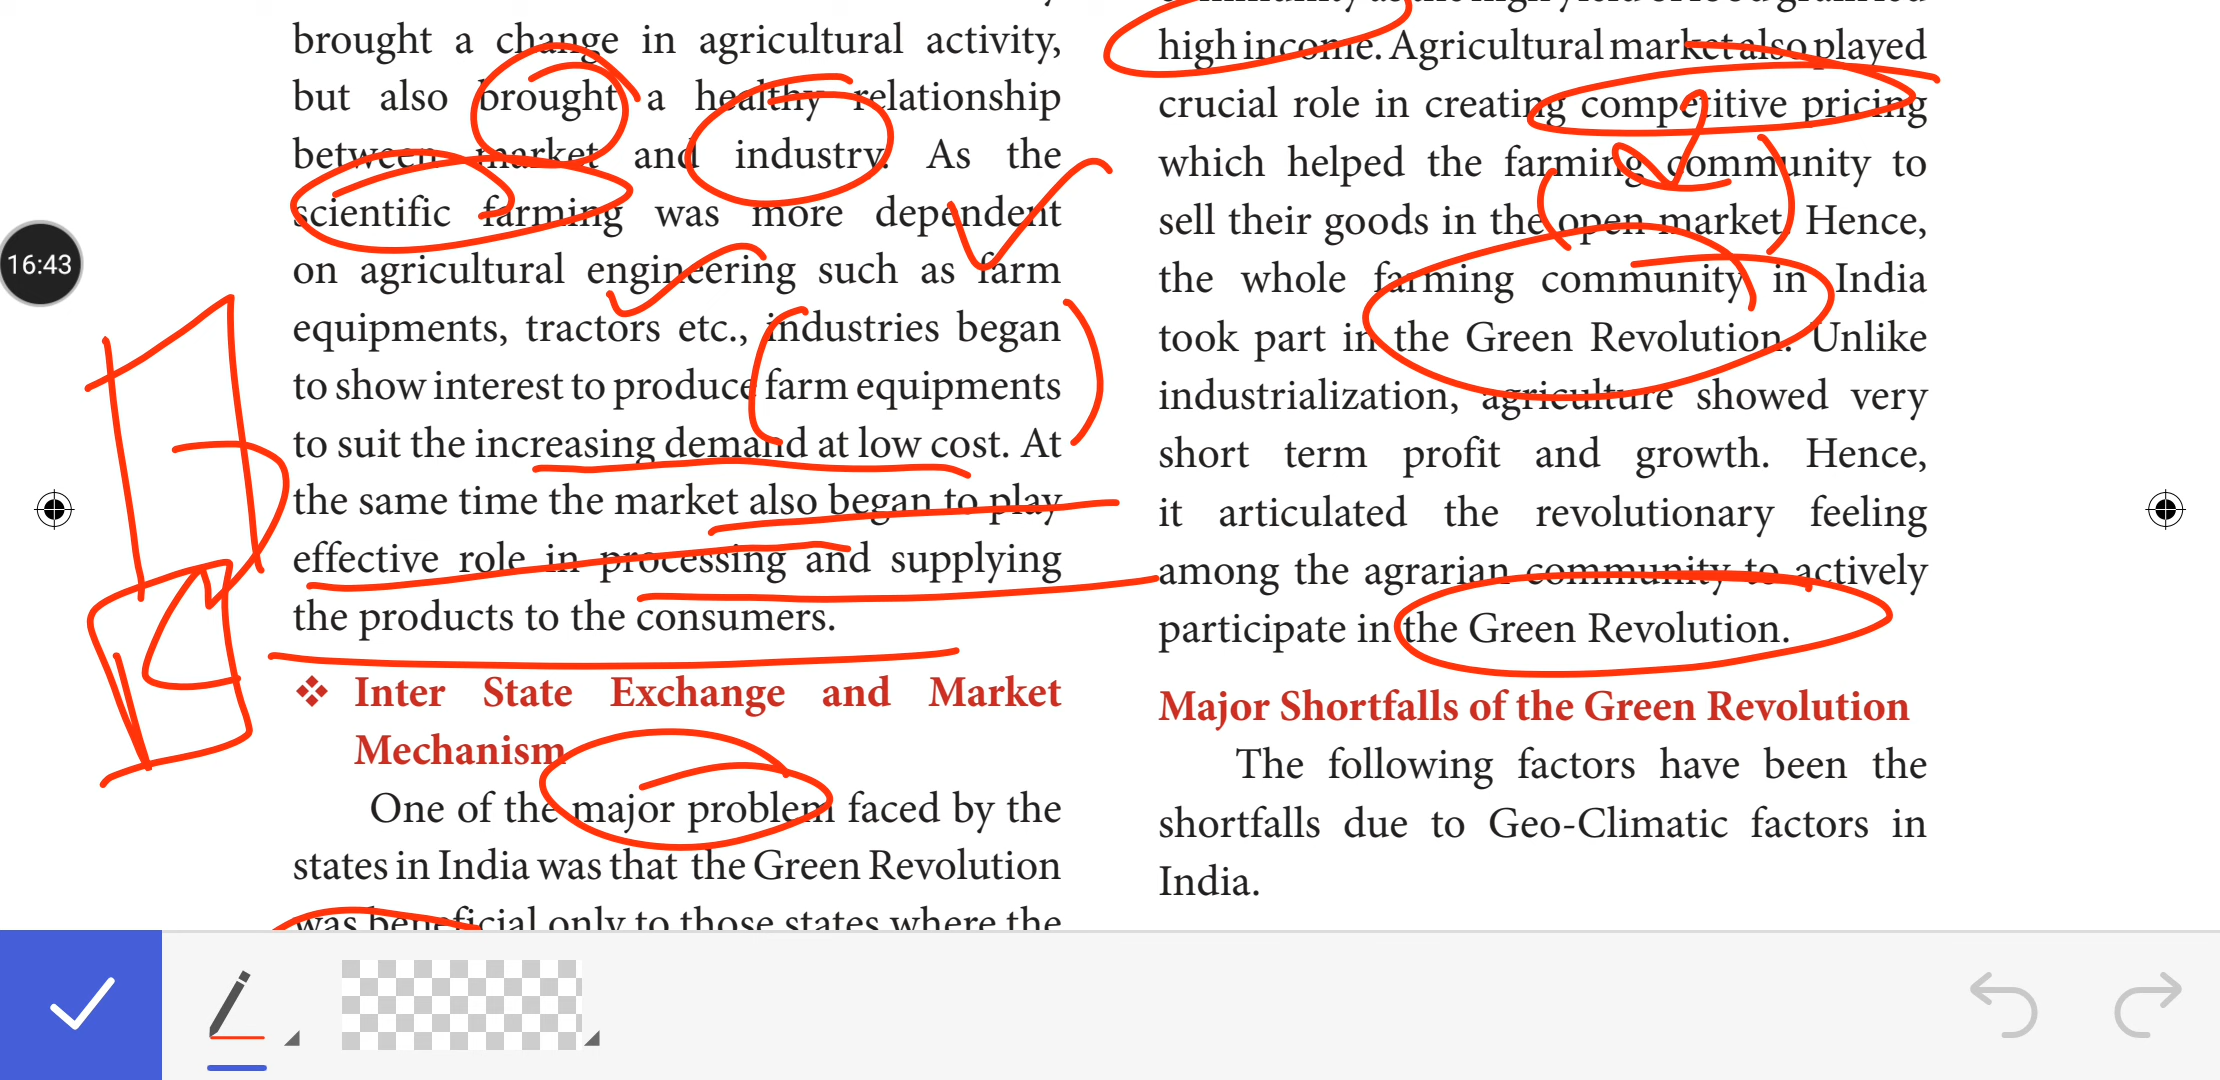 brought a change in agricultural activity,
but also brought a healthy relationship
between market and industry. As the
scientific farming was more dependent
on agricultural engineering such as farm
equipments, tractors etc., industries began
to show interest to produce farm equipments
to suit the increasing demand at low cost. At
the same time the market also began to play
effective role in processing and supplying
the products to the consumers.
❖ Inter State Exchange and Market
Mechanism
One of the major problem faced by the
states in India was that the Green Revolution
was beneficial only to those states where the
high income. Agricultural market also played
crucial role in creating competitive pricing
which helped the farming community to
sell their goods in the open market. Hence,
the whole farming community in India
took part in the Green Revolution. Unlike
industrialization, agriculture showed very
short term profit and growth. Hence,
it articulated the revolutionary feeling
among the agrarian community to actively
participate in the Green Revolution.
Major Shortfalls of the Green Revolution
The following factors have been the
shortfalls due to Geo-Climatic factors in
India.
16:43